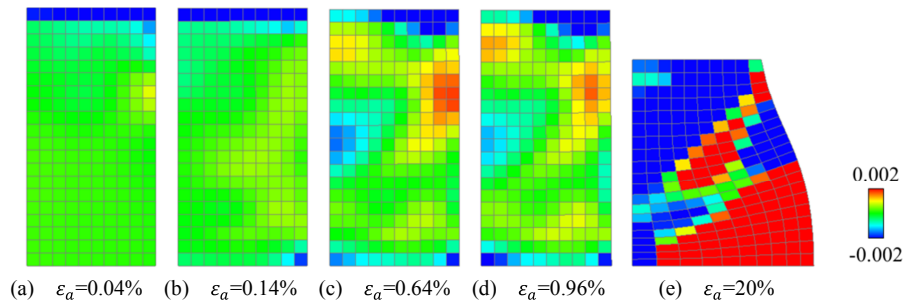 0.002
-0.002
(a) 𝜀ₐ=0.04% (b) 𝜀ₐ=0.14% (c) 𝜀ₐ=0.64% (d) 𝜀ₐ=0.96% (e) 𝜀ₐ=20%